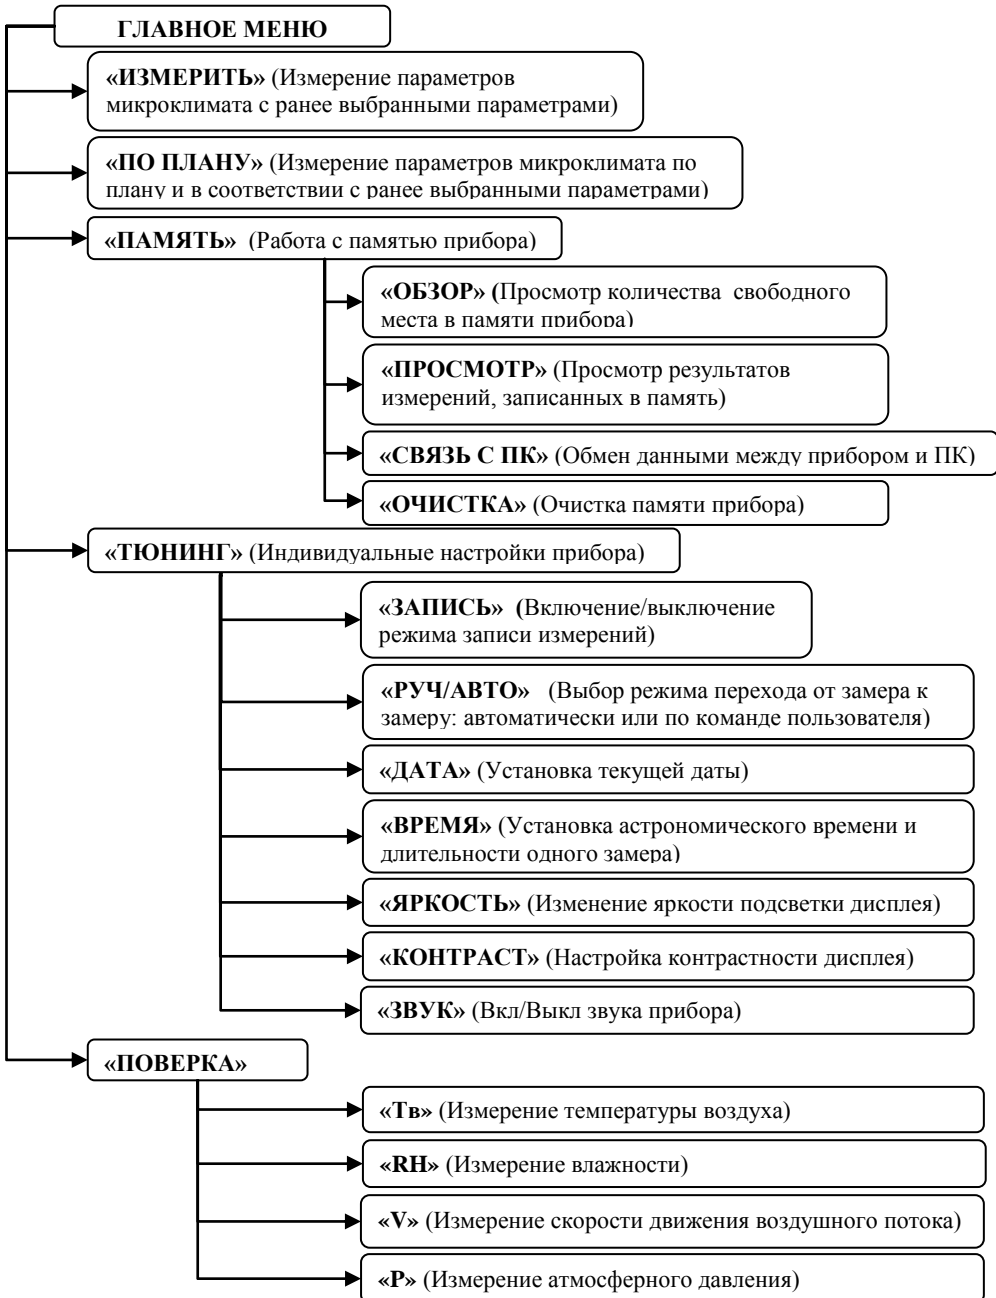 ГЛАВНОЕ МЕНЮ
«ИЗМЕРИТЬ» (Измерение параметров
микроклимата с ранее выбранными параметрами)
«ПО ПЛАНУ» (Измерение параметров микроклимата по
плану и в соответствии с ранее выбранными параметрами)
«ПАМЯТЬ» (Работа с памятью прибора)
«ОБЗОР» (Просмотр количества свободного
места в памяти прибора)
«ПРОСМОТР» (Просмотр результатов
измерений, записанных в память)
«СВЯЗЬ С ПК» (Обмен данными между прибором и ПК)
«ОЧИСТКА» (Очистка памяти прибора)
«ТЮНИНГ» (Индивидуальные настройки прибора)
«ЗАПИСЬ» (Включение/выключение
режима записи измерений)
«РУЧ/АВТО» (Выбор режима перехода от замера к
замеру: автоматически или по команде пользователя)
«ДАТА» (Установка текущей даты)
«ВРЕМЯ» (Установка астрономического времени и
длительности одного замера)
«ЯРКОСТЬ» (Изменение яркости подсветки дисплея)
«КОНТРАСТ» (Настройка контрастности дисплея)
«ЗВУК» (Вкл/Выкл звука прибора)
«ПОВЕРКА»
«Тв» (Измерение температуры воздуха)
«RH» (Измерение влажности)
«V» (Измерение скорости движения воздушного потока)
«P» (Измерение атмосферного давления)